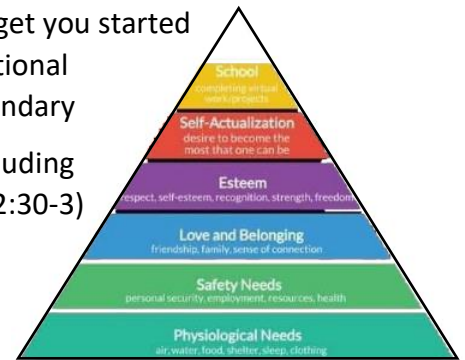 get you started
tional
ndary
uding
2:30-3)
School
completing virtual
work/projects
Self-Actualization
desire to become the
most that one can be
Esteem
respect, self-esteem, recognition, strength, freedom
Love and Belonging
friendship, family, sense of connection
Safety Needs
personal security, employment, resources, health
Physiological Needs
air, water, food, shelter, sleep, clothing